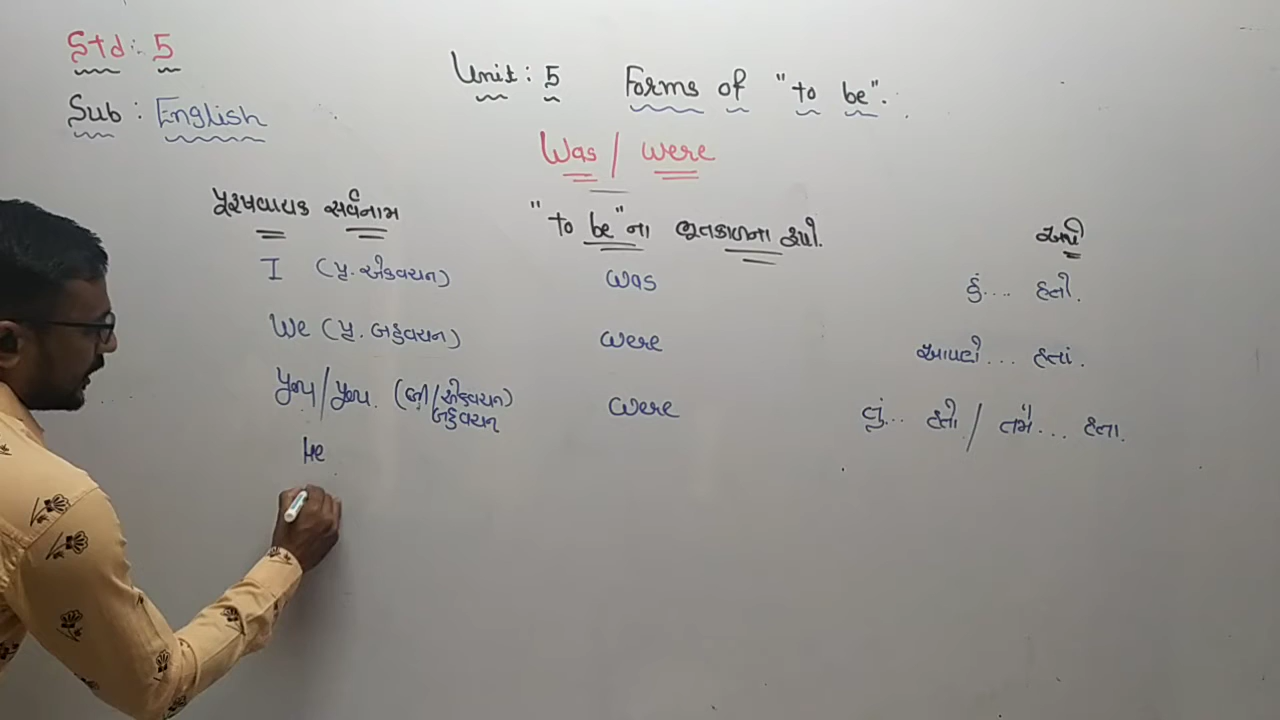 Std: 5
Unit: 5 Forms of "to be".
Sub: English
Was / were
પૂરુષવાચક સર્વનામ "to be"ના ભૂતકાળના રૂપો. અર્થ
I (પ્ર. એકવચન) was હું... હતો.
We (પ્ર. બહુવચન) were આપણે... હતાં.
You/you. (બી/એકવચન) were તું... હતો / તમે... હતા.
બહુવચન
He